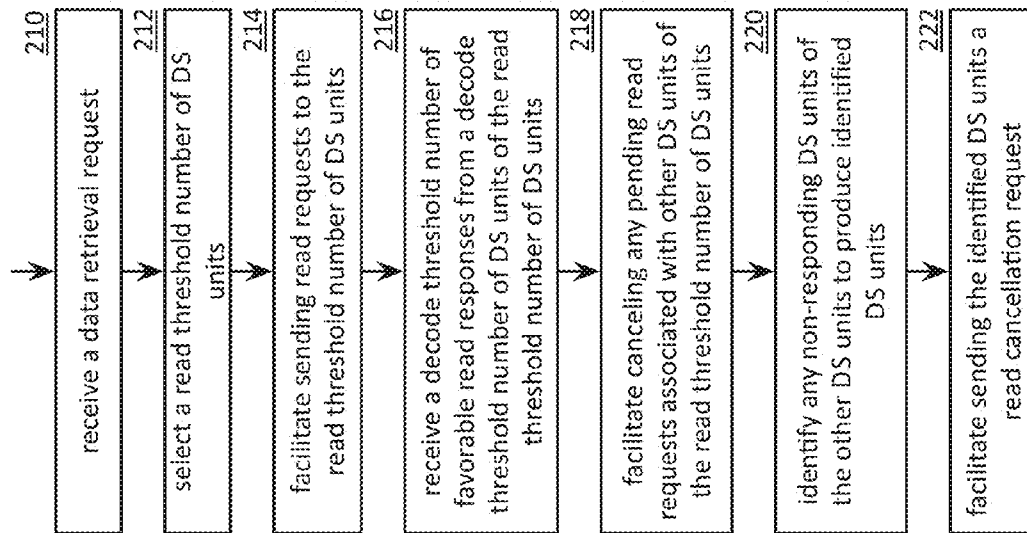 210
receive a data retrieval request
212
select a read threshold number of DS
units
214
facilitate sending read requests to the
read threshold number of DS units
216
receive a decode threshold number of
favorable read responses from a decode
threshold number of DS units of the read
threshold number of DS units
218
facilitate canceling any pending read
requests associated with other DS units of
the read threshold number of DS units
220
identify any non-responding DS units of
the other DS units to produce identified
DS units
222
facilitate sending the identified DS units a
read cancellation request